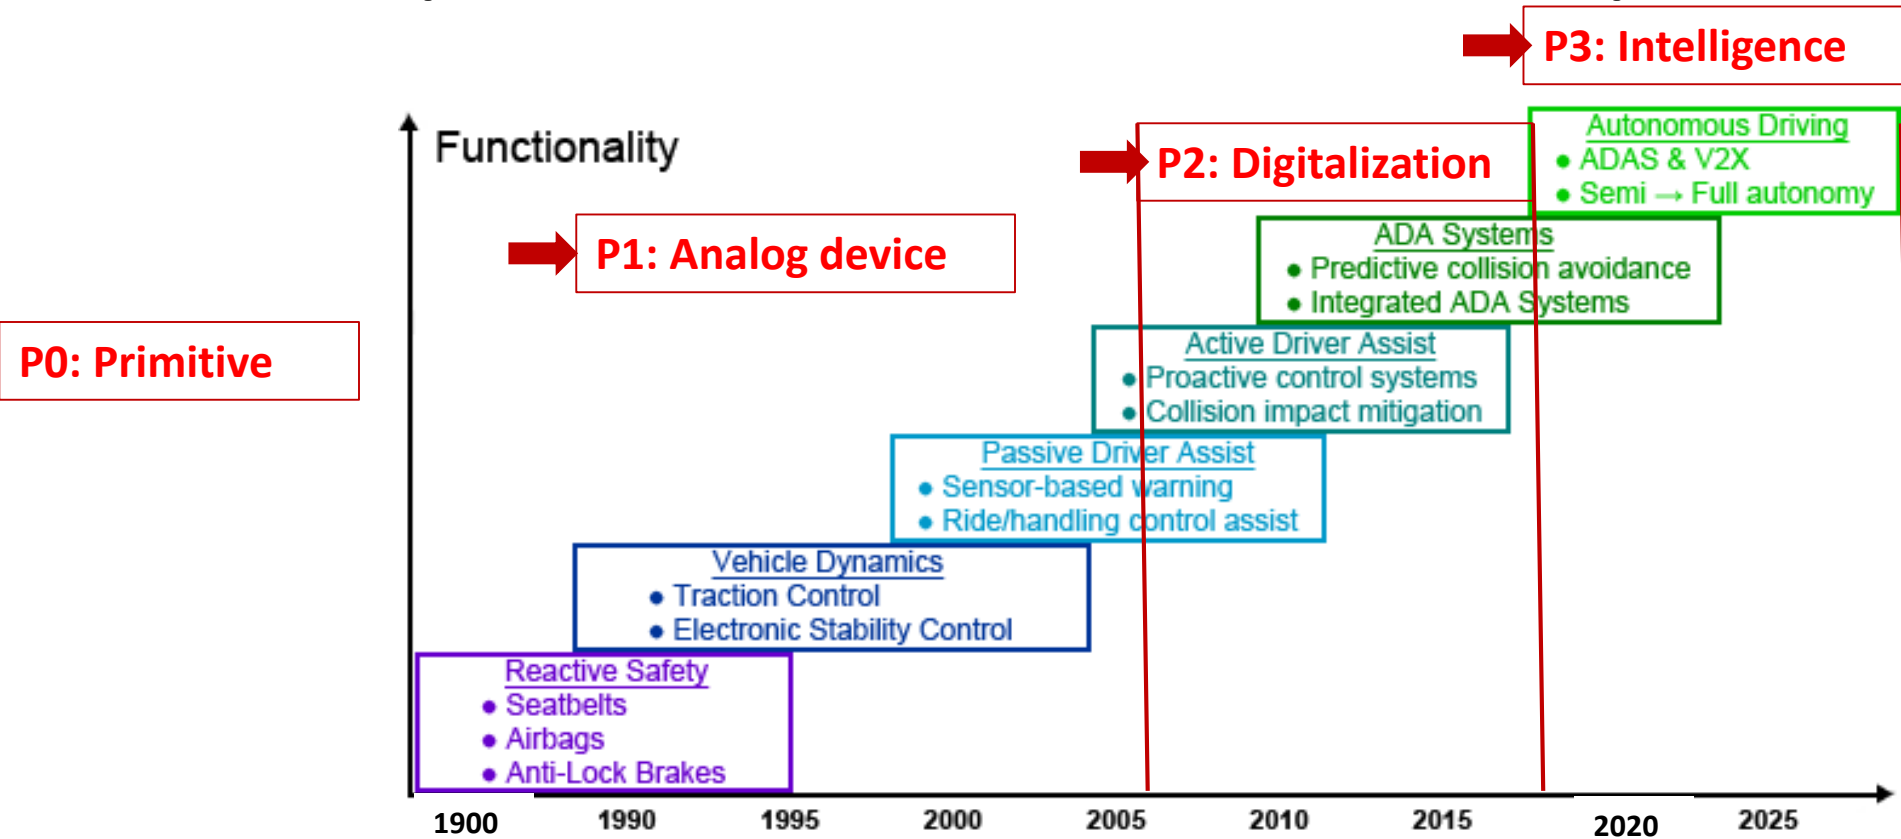 P3: Intelligence
Functionality
P2: Digitalization
Autonomous Driving
• ADAS & V2X
• Semi → Full autonomy
P1: Analog device
ADA Systems
• Predictive collision avoidance
• Integrated ADA Systems
P0: Primitive
Active Driver Assist
• Proactive control systems
• Collision impact mitigation
Passive Driver Assist
• Sensor-based warning
• Ride/handling control assist
Vehicle Dynamics
• Traction Control
• Electronic Stability Control
Reactive Safety
• Seatbelts
• Airbags
• Anti-Lock Brakes
1900 1990 1995 2000 2005 2010 2015 2020 2025